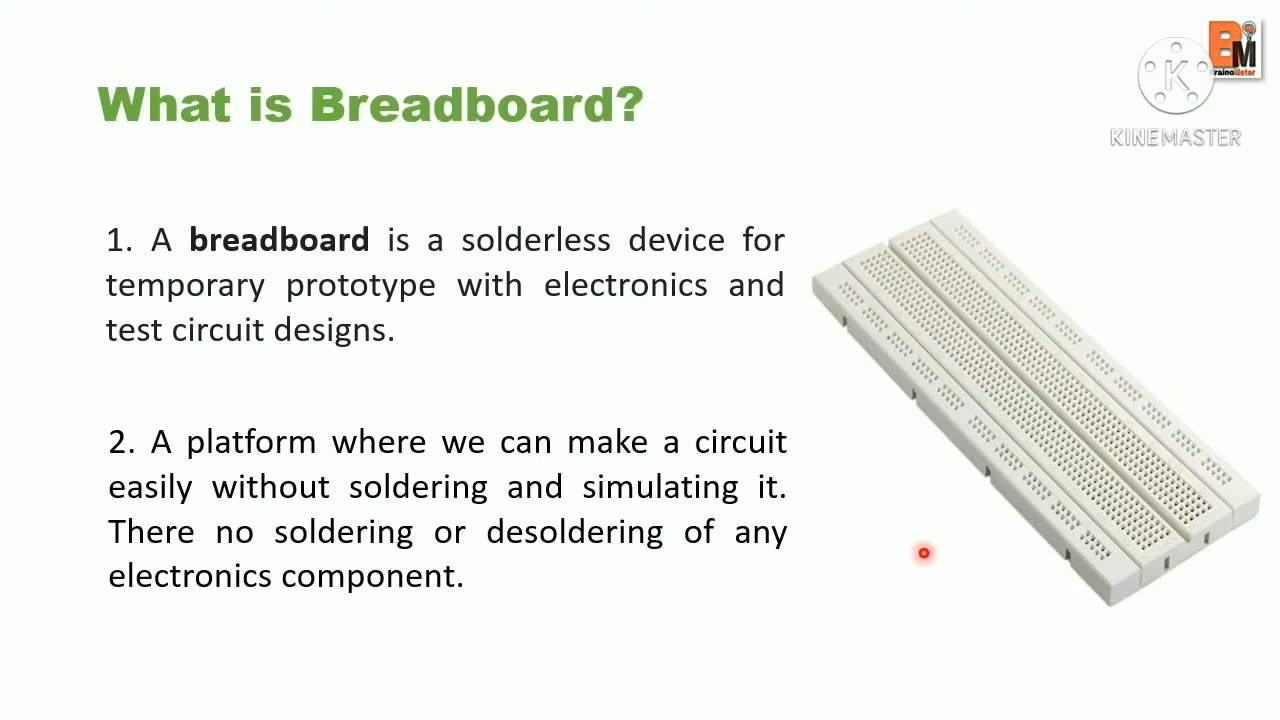 What is Breadboard?
BM
BrainoMeter
K
KINEMASTER
1. A breadboard is a solderless device for
temporary prototype with electronics and
test circuit designs.
2. A platform where we can make a circuit
easily without soldering and simulating it.
There no soldering or desoldering of any
electronics component.